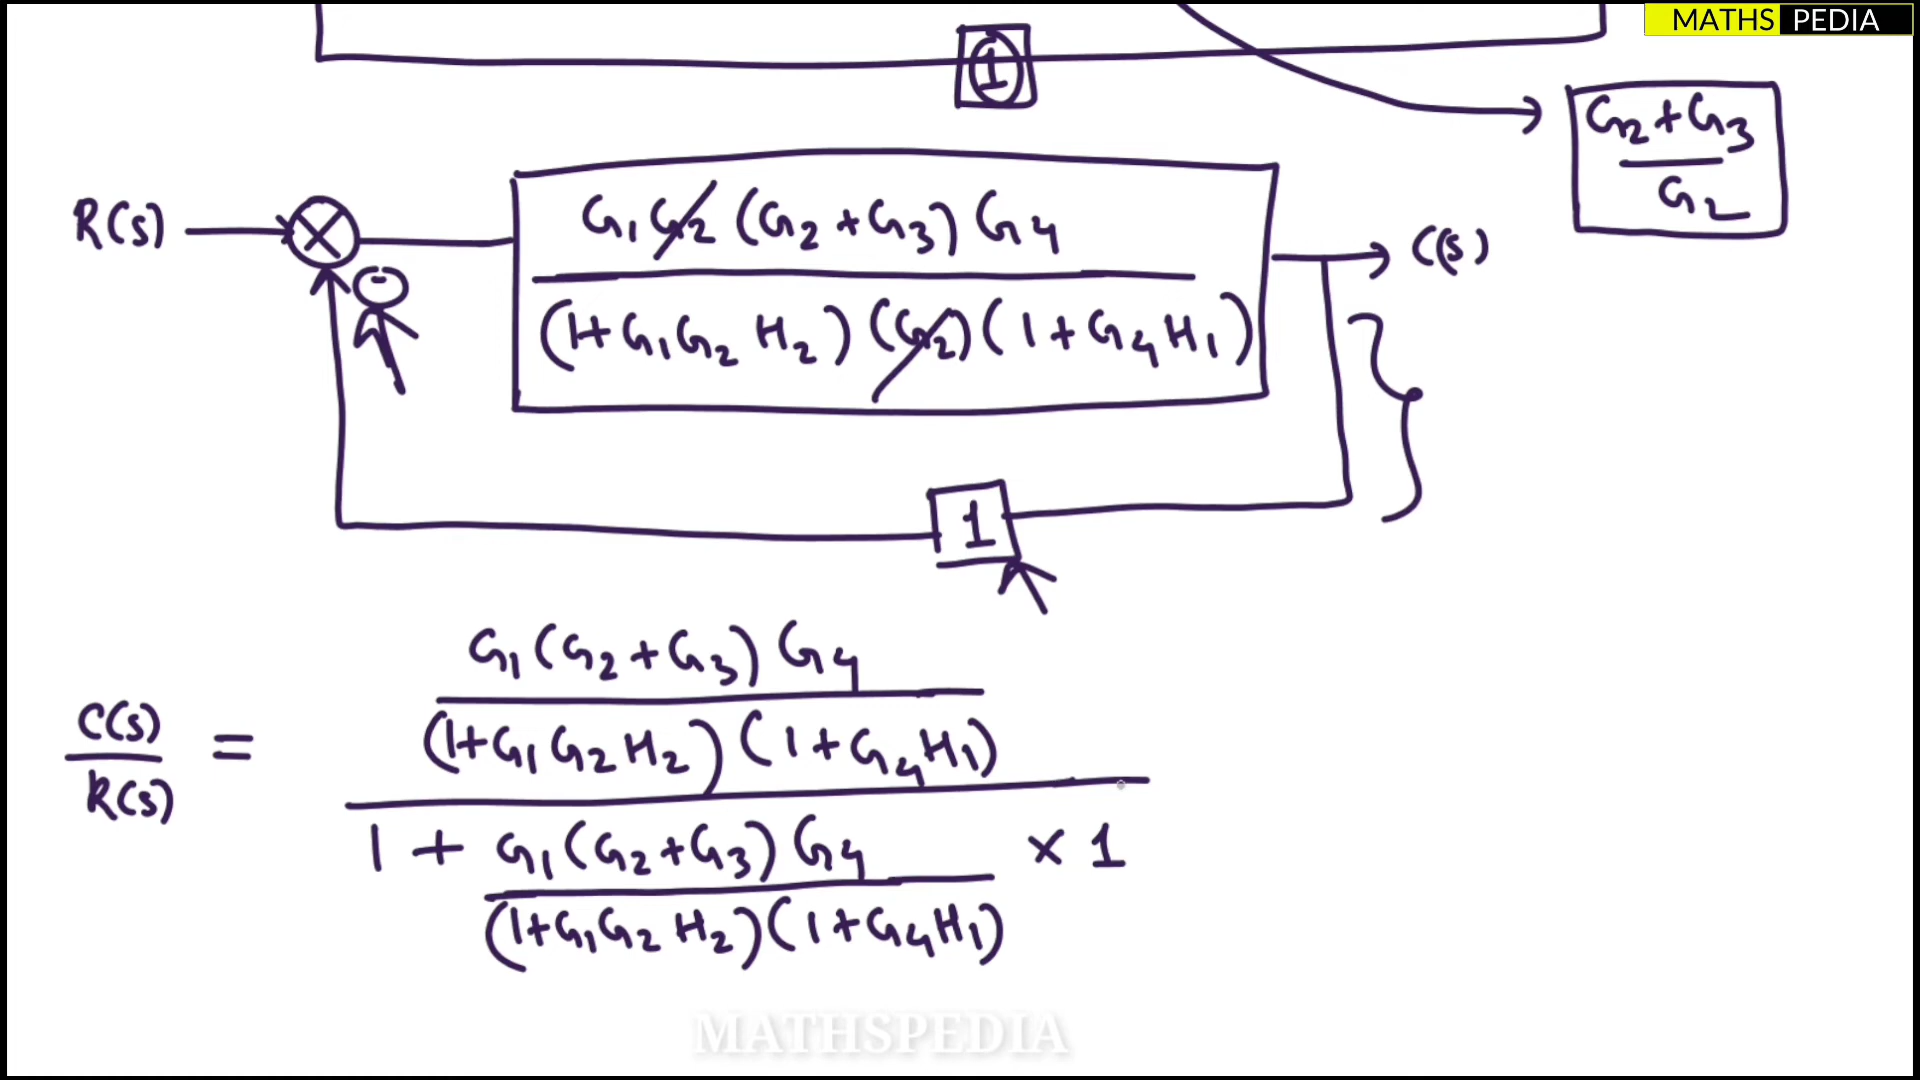 MATHS PEDIA
1
G2+G3
G2
R(s)
G1 G2 (G2+G3) G4
(1+G1G2 H2) (G2) (1+G4H1)
C(s)
-
1
C(s)
R(s)
=
G1(G2+G3) G4
(1+G1G2H2) (1+G4H1)
1 + G1(G2+G3) G4 × 1
(1+G1G2 H2)(1+G4H1)
MATHSPEDIA